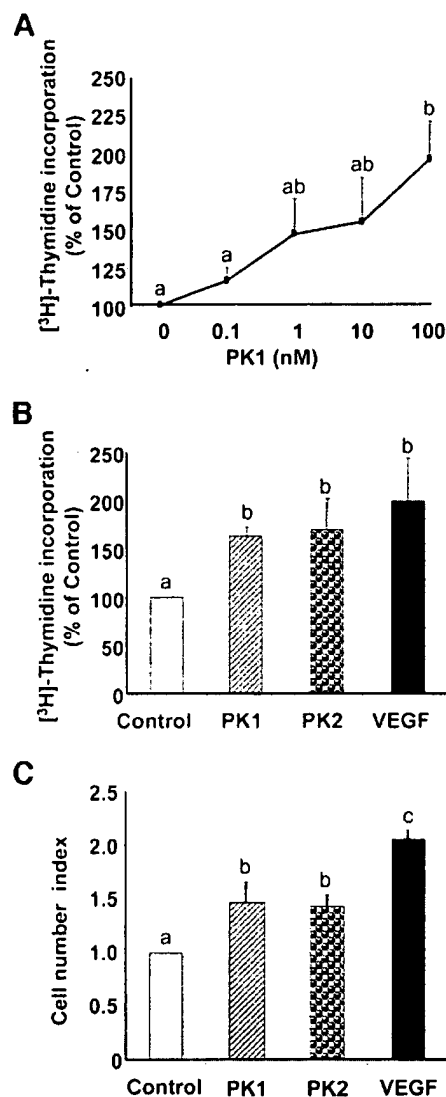 A
[³H]-Thymidine incorporation
(% of Control)
250
225
200
175
150
125
100
a
a
ab
ab
b
0
0.1
1
10
100
PK1 (nM)
B
[³H]-Thymidine incorporation
(% of Control)
250
200
150
100
50
0
a
b
b
b
Control
PK1
PK2
VEGF
C
Cell number index
2.5
2.0
1.5
1.0
0.5
0
a
b
b
c
Control
PK1
PK2
VEGF